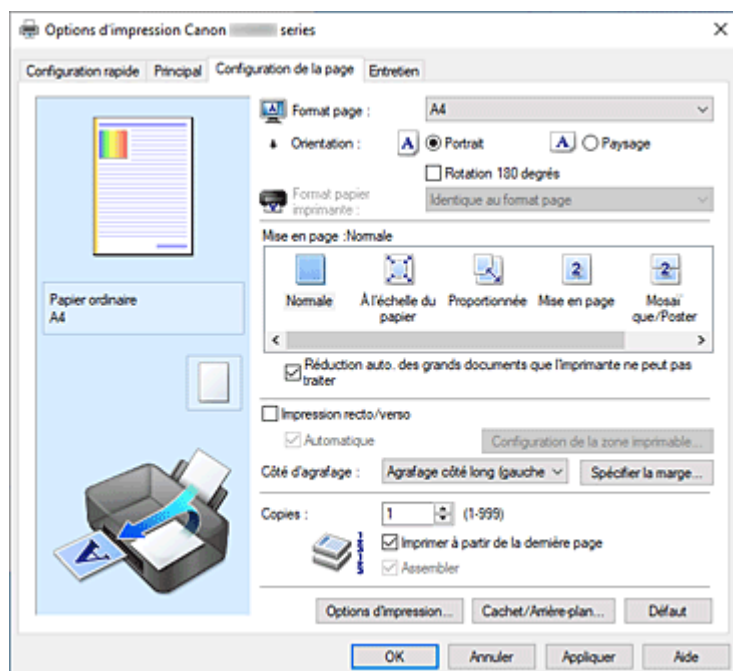 Options d'impression Canon series
Configuration rapide Principal Configuration de la page Entretien
Format page : A4
Orientation : A Portrait A Paysage
Rotation 180 degrés
Format papier imprimante : Identique au format page
Mise en page :Normale
Normale
À l'échelle du papier
Proportionnée
2
Mise en page
2
Mosaï que/Poster
Papier ordinaire
A4
Réduction auto. des grands documents que l'imprimante ne peut pas
traiter
Impression recto/verso
Automatique Configuration de la zone imprimable...
Côté d'agrafage : Agrafage côté long (gauche Spécifier la marge...
Copies : 1 (1-999)
Imprimer à partir de la dernière page
Assembler
A
Options d'impression... Cachet/Arrière-plan... Défaut
OK Annuler Appliquer Aide